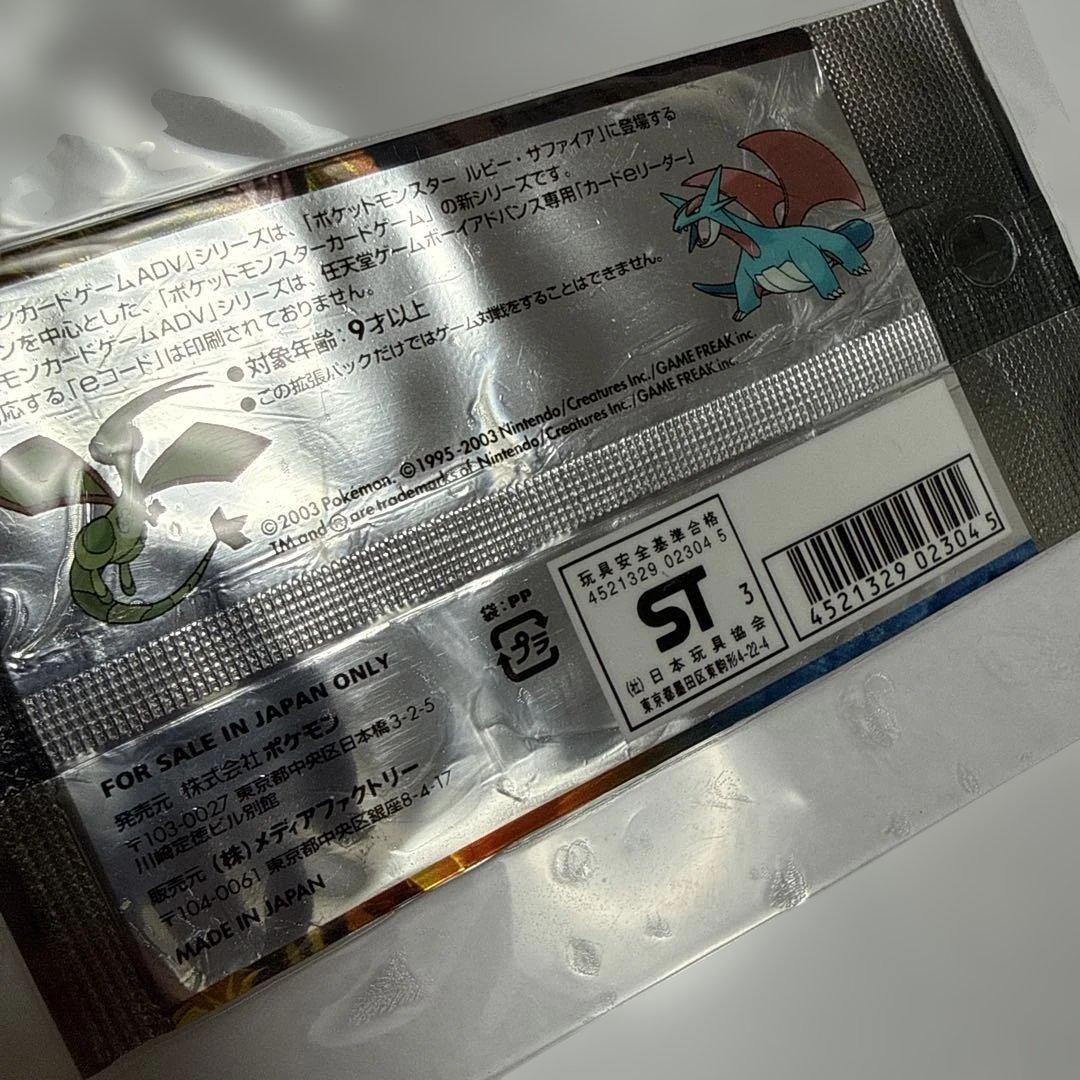 ンカードゲームADV」シリーズは、「ポケットモンスター ルビー・サファイア」に登場する
ンを中心とした、「ポケットモンスターカードゲーム」の新シリーズです。
モンカードゲームADV」シリーズは、任天堂ゲームボーイアドバンス専用「カードeリーダー」
応する「eコード」は印刷されておりません。
●対象年齢:9才以上
●この拡張パックだけではゲーム対戦をすることはできません。
©2003 Pokémon. ©1995-2003 Nintendo/Creatures Inc./GAME FREAK inc.
TM and ® are trademarks of Nintendo/Creatures Inc./GAME FREAK inc.
FOR SALE IN JAPAN ONLY
発売元 株式会社 ポケモン
〒103-0027 東京都中央区日本橋3-2-5
川崎定徳ビル別館
販売元 (株)メディアファクトリー
〒104-0061 東京都中央区銀座8-4-17
MADE IN JAPAN
袋:PP
プラ
玩具安全基準合格
4521329 02304 5
ST 3
(社)日本玩具協会
東京都墨田区東駒形4-22-4
4521329 02304 5